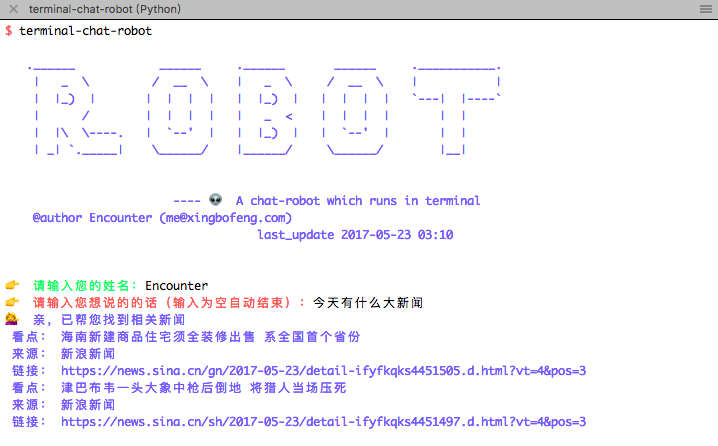 terminal-chat-robot (Python)
$ terminal-chat-robot
ROBOT
---- 👽 A chat-robot which runs in terminal
@author Encounter (me@xingbofeng.com)
last_update 2017-05-23 03:10
👉 请输入您的姓名：Encounter
👉 请输入您想说的的话（输入为空自动结束）：今天有什么大新闻
💁 亲，已帮您找到相关新闻
看点： 海南新建商品住宅须全装修出售 系全国首个省份
来源： 新浪新闻
链接： https://news.sina.cn/gn/2017-05-23/detail-ifyfkqks4451505.d.html?vt=4&pos=3
看点： 津巴布韦一头大象中枪后倒地 将猎人当场压死
来源： 新浪新闻
链接： https://news.sina.cn/sh/2017-05-23/detail-ifyfkqks4451497.d.html?vt=4&pos=3